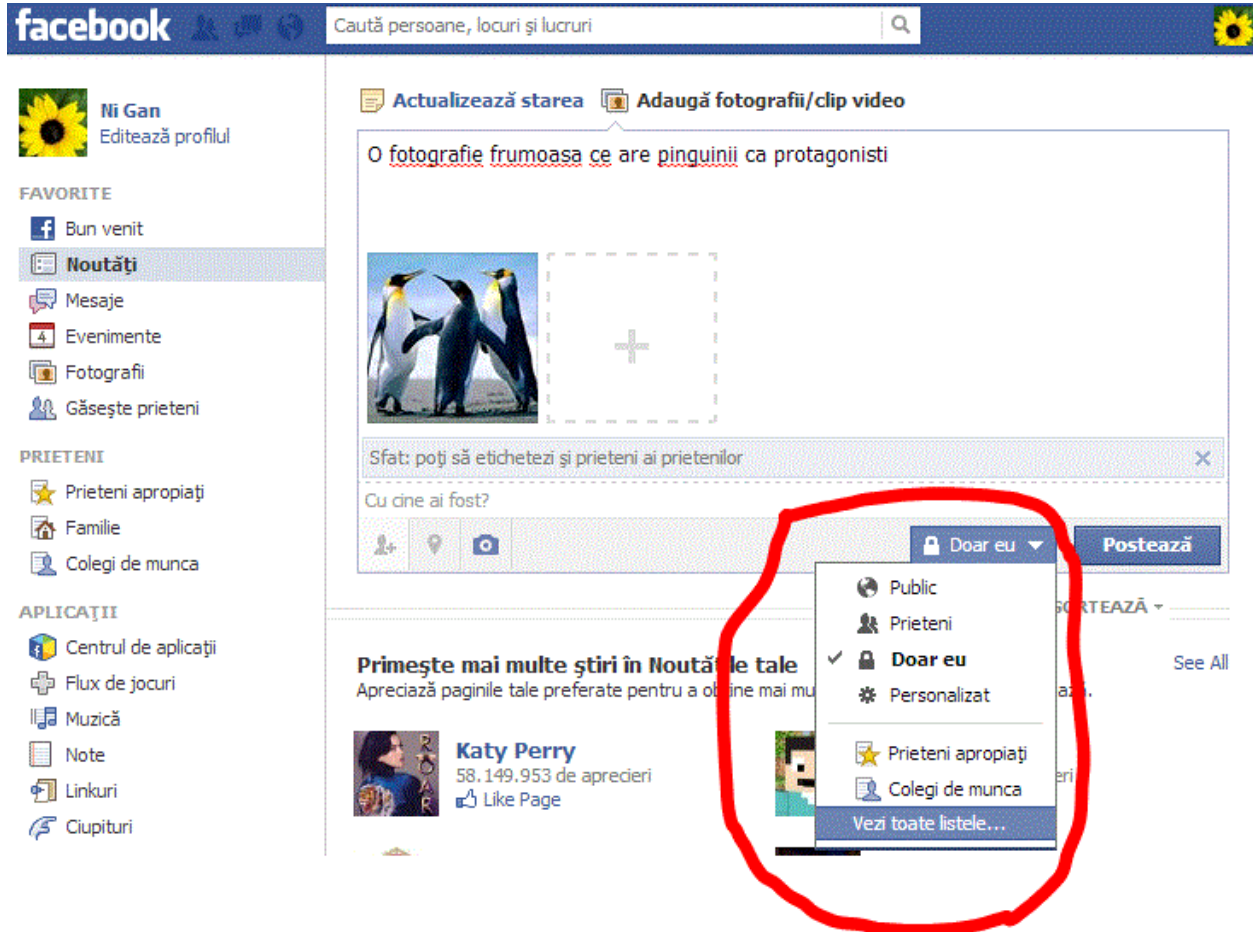 facebook
Caută persoane, locuri şi lucruri
Ni Gan
Editează profilul
FAVORITE
Bun venit
Noutăţi
Mesaje
4 Evenimente
Fotografii
Găseşte prieteni
PRIETENI
Prieteni apropiaţi
Familie
Colegi de munca
APLICAŢII
Centrul de aplicaţii
Flux de jocuri
Muzică
Note
Linkuri
Ciupituri
Actualizează starea Adaugă fotografii/clip video
O fotografie frumoasa ce are pinguinii ca protagonisti
Sfat: poţi să etichetezi şi prieteni ai prietenilor
Cu cine ai fost?
Doar eu Postează
Public
Prieteni
Doar eu
Personalizat
Prieteni apropiaţi
Colegi de munca
Vezi toate listele...
SORTEAZĂ
Primeşte mai multe ştiri în tale
See All
Apreciază paginile tale preferate pentru a mai
Katy Perry
58.149.953 de aprecieri
Like Page
ROAR